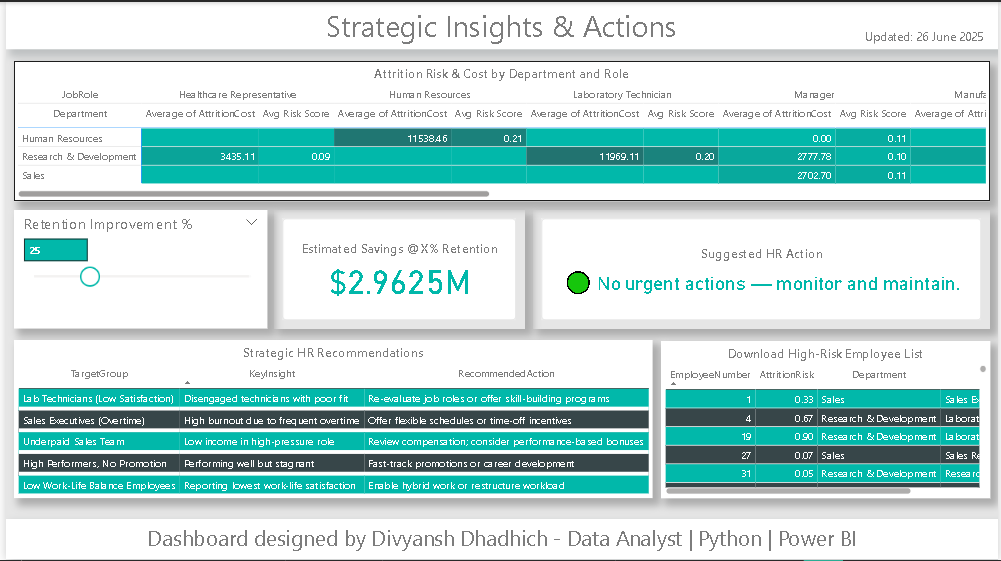 Strategic Insights & Actions
Updated: 26 June 2025
Attrition Risk & Cost by Department and Role
JobRole Healthcare Representative Human Resources Laboratory Technician Manager Manufa
Department Average of AttritionCost Avg Risk Score Average of AttritionCost Avg Risk Score Average of AttritionCost Avg Risk Score Average of AttritionCost Avg Risk Score Average of Attri
Human Resources 11538.46 0.21 0.00 0.11
Research & Development 3435.11 0.09 11969.11 0.20 2777.78 0.10
Sales 2702.70 0.11
Retention Improvement %
25
Estimated Savings @X% Retention
$2.9625M
Suggested HR Action
No urgent actions — monitor and maintain.
Strategic HR Recommendations
TargetGroup KeyInsight RecommendedAction
Lab Technicians (Low Satisfaction) Disengaged technicians with poor fit Re-evaluate job roles or offer skill-building programs
Sales Executives (Overtime) High burnout due to frequent overtime Offer flexible schedules or time-off incentives
Underpaid Sales Team Low income in high-pressure role Review compensation; consider performance-based bonuses
High Performers, No Promotion Performing well but stagnant Fast-track promotions or career development
Low Work-Life Balance Employees Reporting lowest work-life satisfaction Enable hybrid work or restructure workload
Download High-Risk Employee List
EmployeeNumber AttritionRisk Department
1 0.33 Sales Sales Ex
4 0.67 Research & Development Laborat
19 0.90 Research & Development Laborat
27 0.07 Sales Sales Re
31 0.05 Research & Development Researc
Dashboard designed by Divyansh Dhadhich - Data Analyst | Python | Power BI